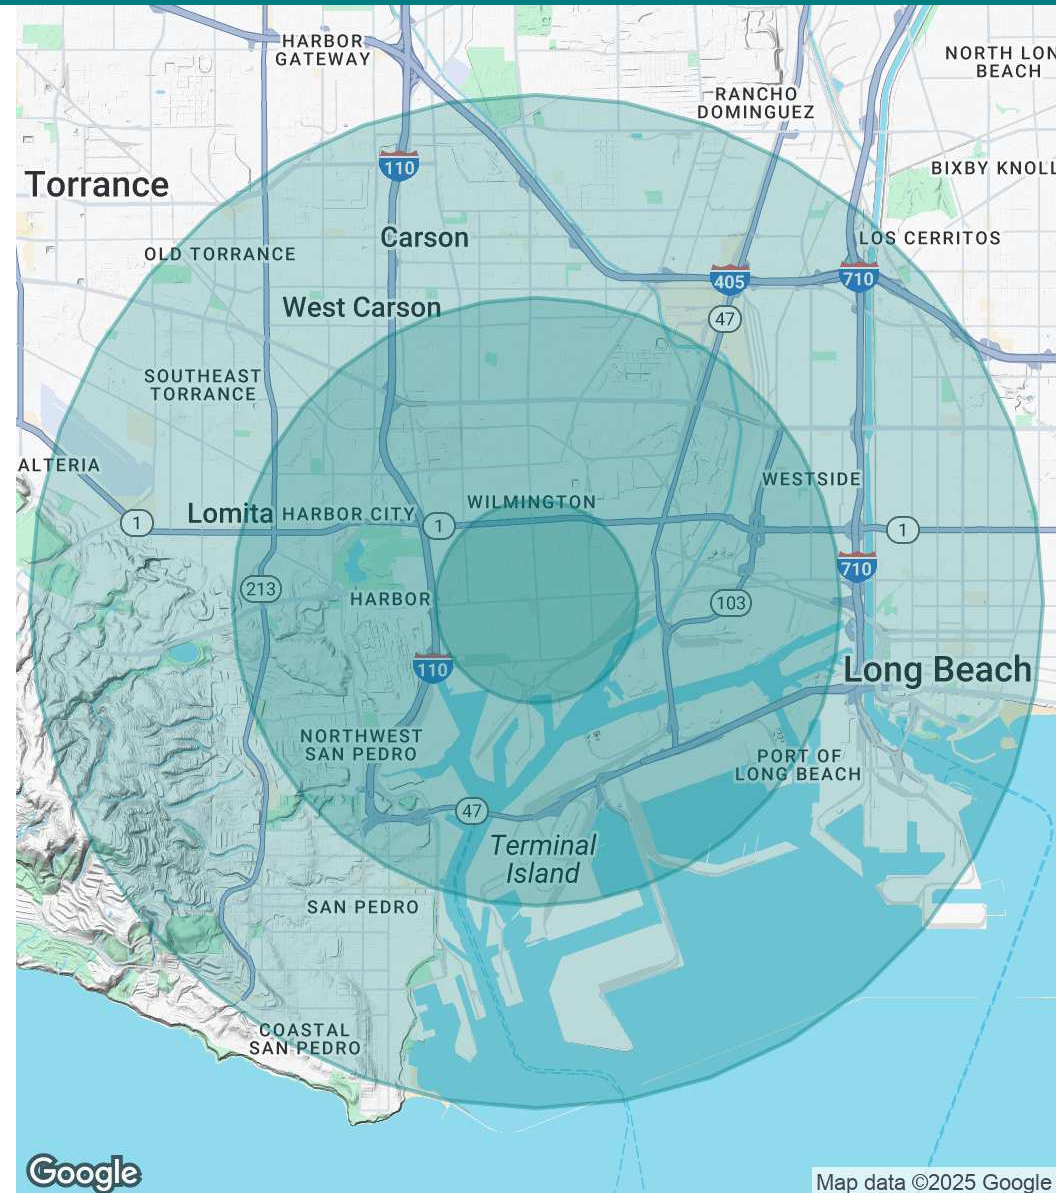 HARBOR
GATEWAY
NORTH LON
BEACH
RANCHO
DOMINGUEZ
110
Torrance
BIXBY KNOLL
Carson
LOS CERRITOS
OLD TORRANCE
405
710
West Carson
47
SOUTHEAST
TORRANCE
ALTERIA
WESTSIDE
WILMINGTON
Lomita
HARBOR CITY
1
1
1
710
213
HARBOR
103
110
Long Beach
NORTHWEST
SAN PEDRO
PORT OF
LONG BEACH
47
Terminal
Island
SAN PEDRO
COASTAL
SAN PEDRO
Google
Map data ©2025 Google